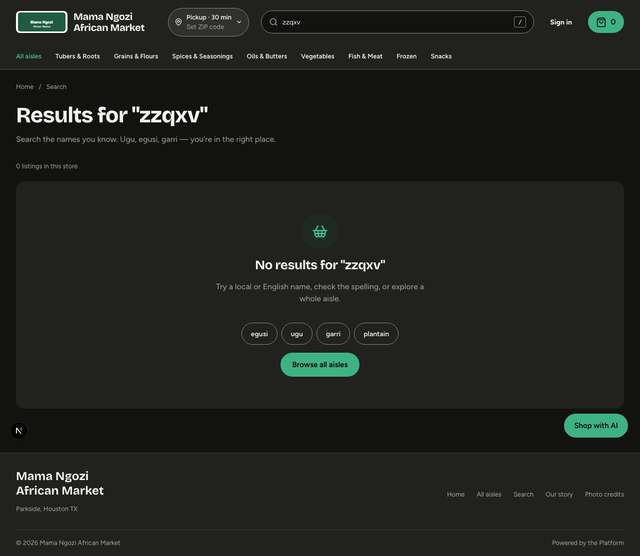 Mama Ngozi
Mama Ngozi
African Market
Pickup · 30 min
Set ZIP code
zzqxv
/
Sign in
0
All aisles
Tubers & Roots
Grains & Flours
Spices & Seasonings
Oils & Butters
Vegetables
Fish & Meat
Frozen
Snacks
Home / Search
Results for "zzqxv"
Search the names you know. Ugu, egusi, garri — you're in the right place.
0 listings in this store
No results for "zzqxv"
Try a local or English name, check the spelling, or explore a
whole aisle.
egusi
ugu
garri
plantain
Browse all aisles
N
Shop with AI
Mama Ngozi
African Market
Parkside, Houston TX
Home
All aisles
Search
Our story
Photo credits
© 2026 Mama Ngozi African Market
Powered by the Platform